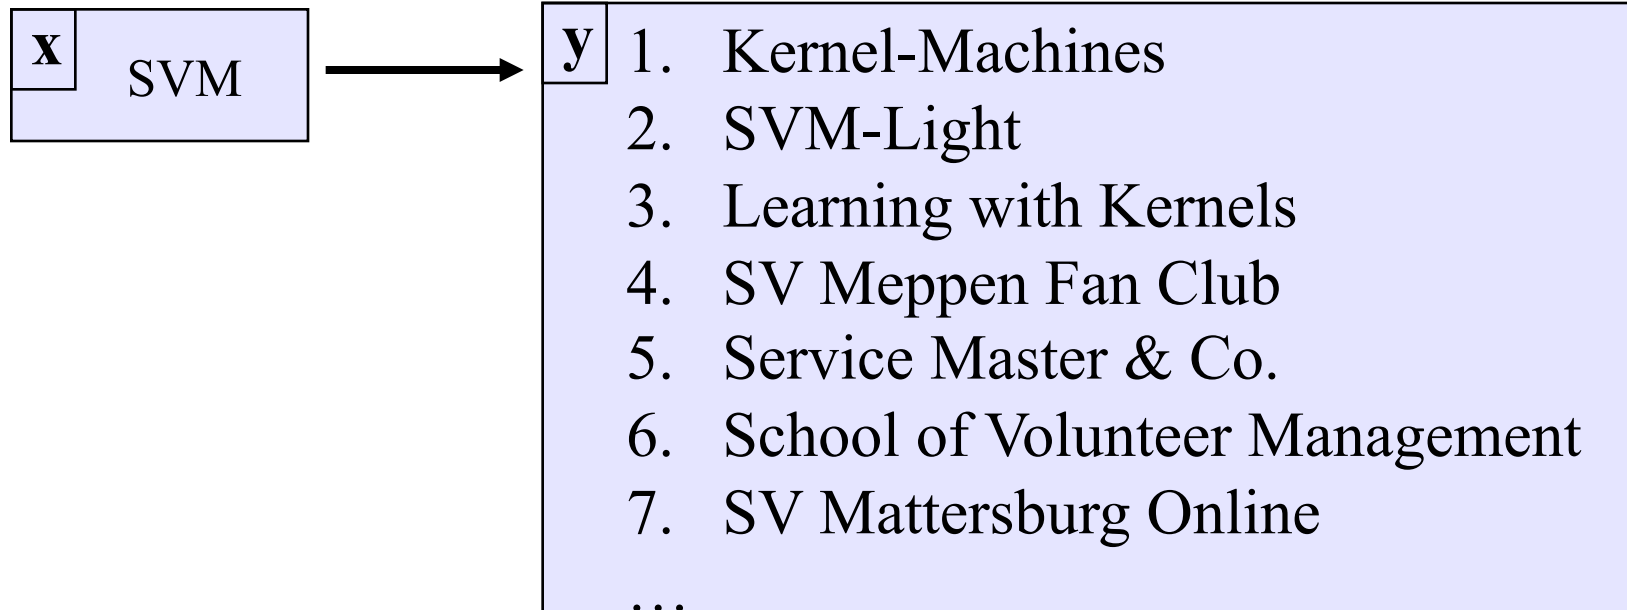 x
SVM
y
1. Kernel-Machines
2. SVM-Light
3. Learning with Kernels
4. SV Meppen Fan Club
5. Service Master & Co.
6. School of Volunteer Management
7. SV Mattersburg Online
…